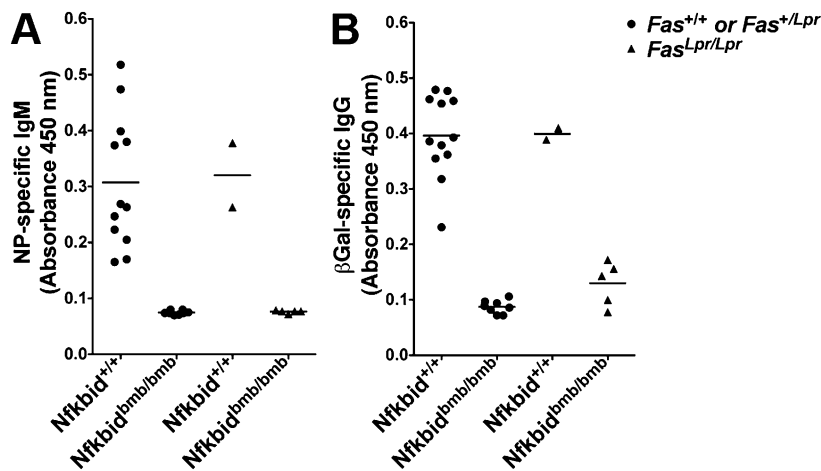 A
NP-specific IgM
(Absorbance 450 nm)
0.6
0.5
0.4
0.3
0.2
0.1
0.0
Nfkbid+/+
Nfkbidbmb/bmb
Nfkbid+/+
Nfkbidbmb/bmb
B
βGal-specific IgG
(Absorbance 450 nm)
0.6
0.5
0.4
0.3
0.2
0.1
0.0
Nfkbid+/+
Nfkbidbmb/bmb
Nfkbid+/+
Nfkbidbmb/bmb
Fas+/+ or Fas+/Lpr
FasLpr/Lpr